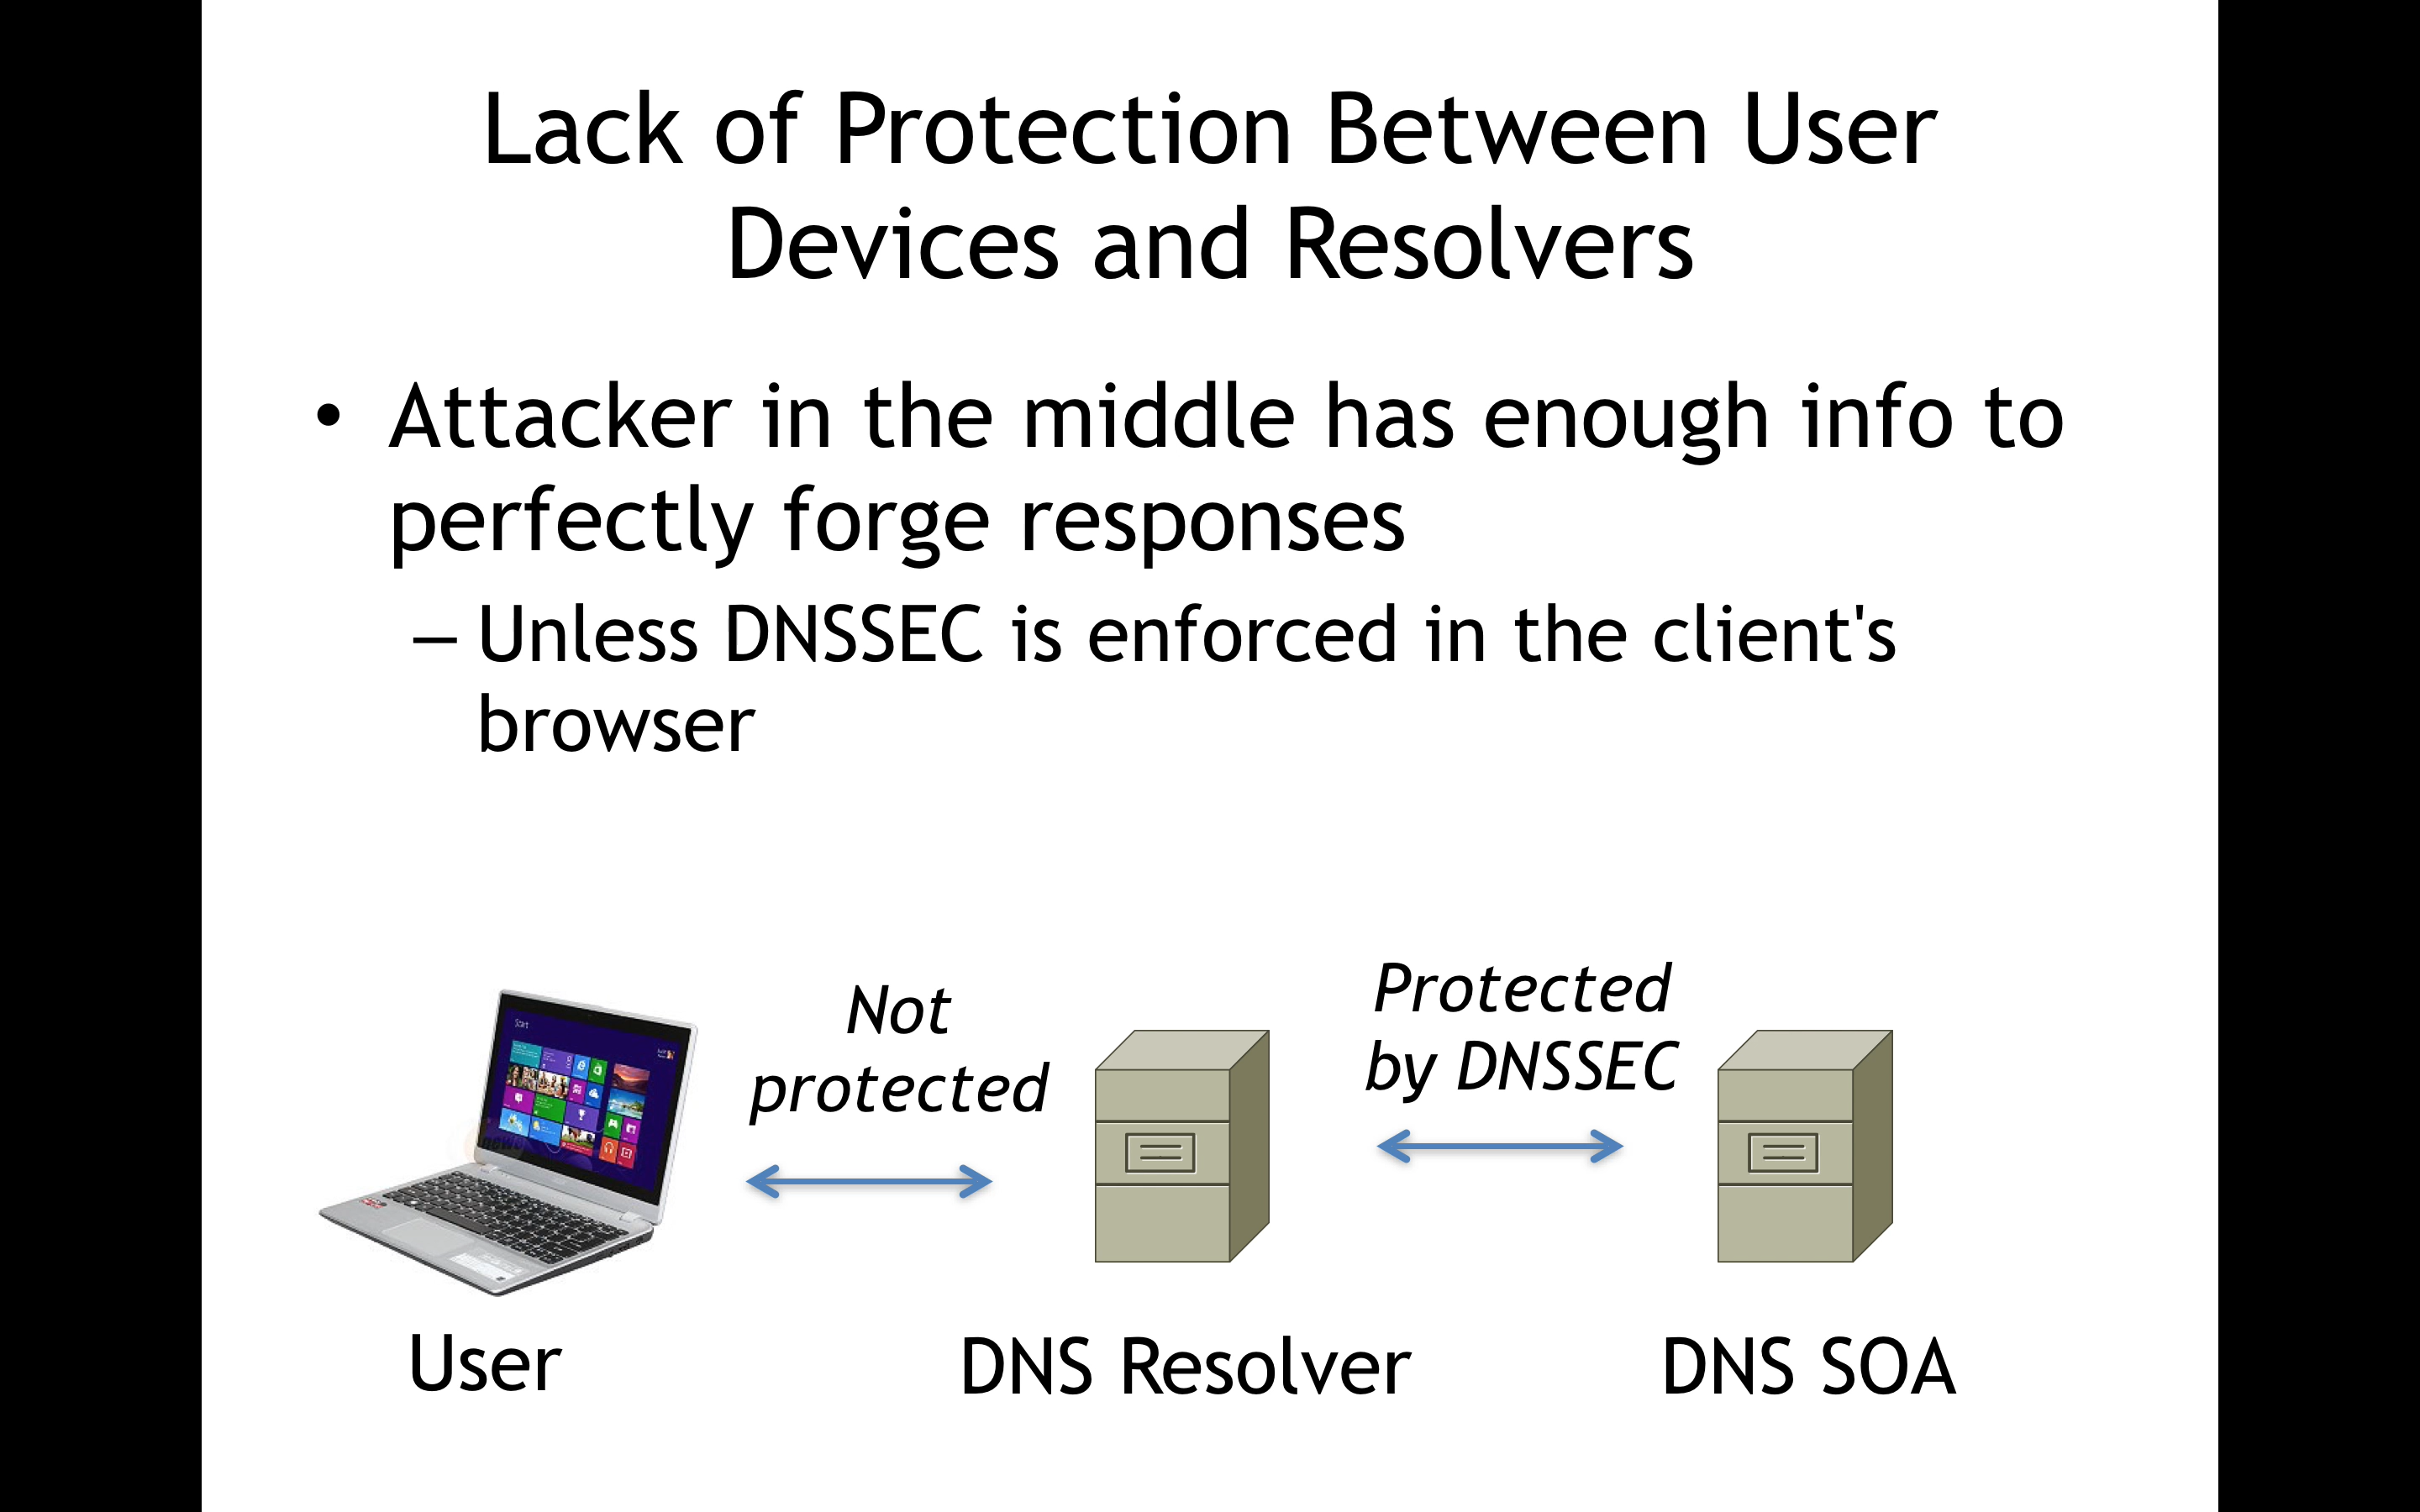 Lack of Protection Between User
Devices and Resolvers
• Attacker in the middle has enough info to
perfectly forge responses
– Unless DNSSEC is enforced in the client's
browser
Not
protected
Protected
by DNSSEC
Start
User
DNS Resolver
DNS SOA